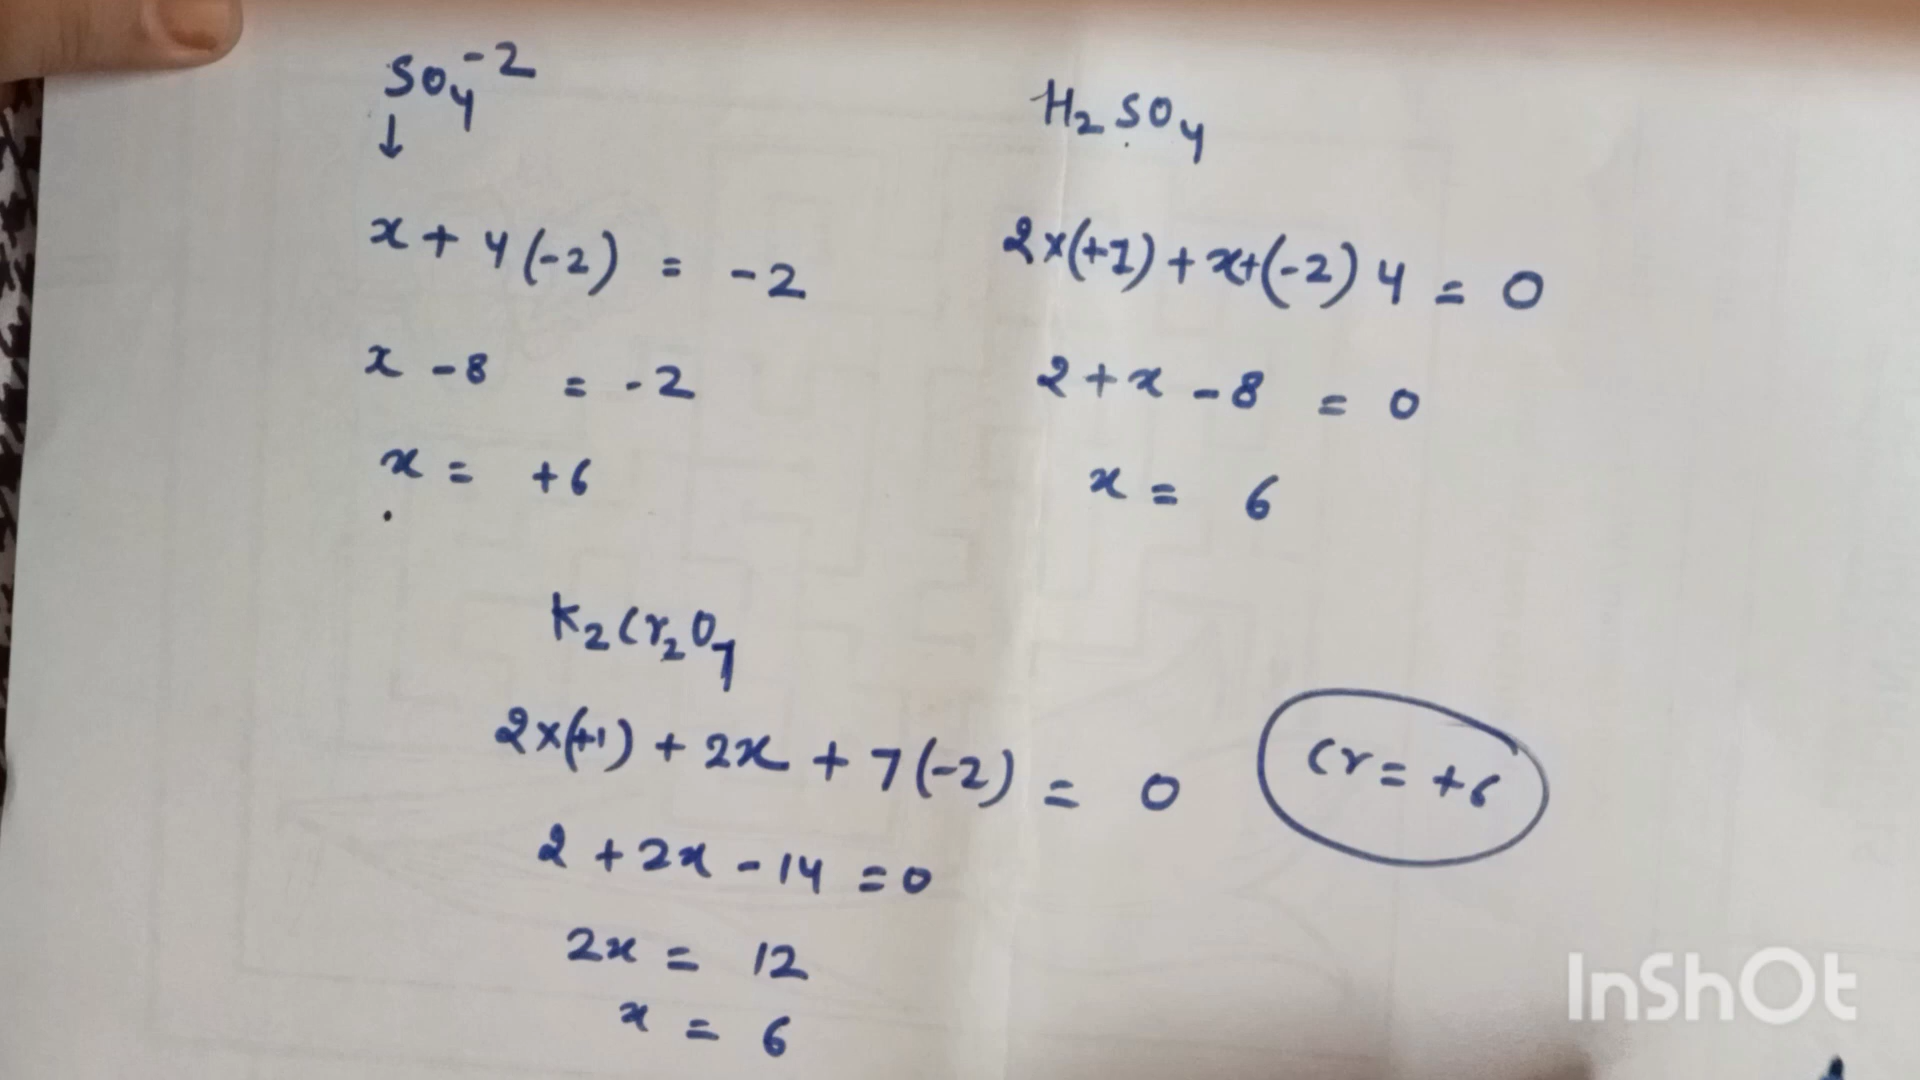 SO₄⁻²
↓
x + 4(-2) = -2
x - 8 = -2
x = +6
H₂SO₄
2×(+1) + x+(-2)4 = 0
2 + x - 8 = 0
x = 6
K₂Cr₂O₇
2×(+1) + 2x + 7(-2) = 0
2 + 2x - 14 = 0
2x = 12
x = 6
Cr = +6
InShOt